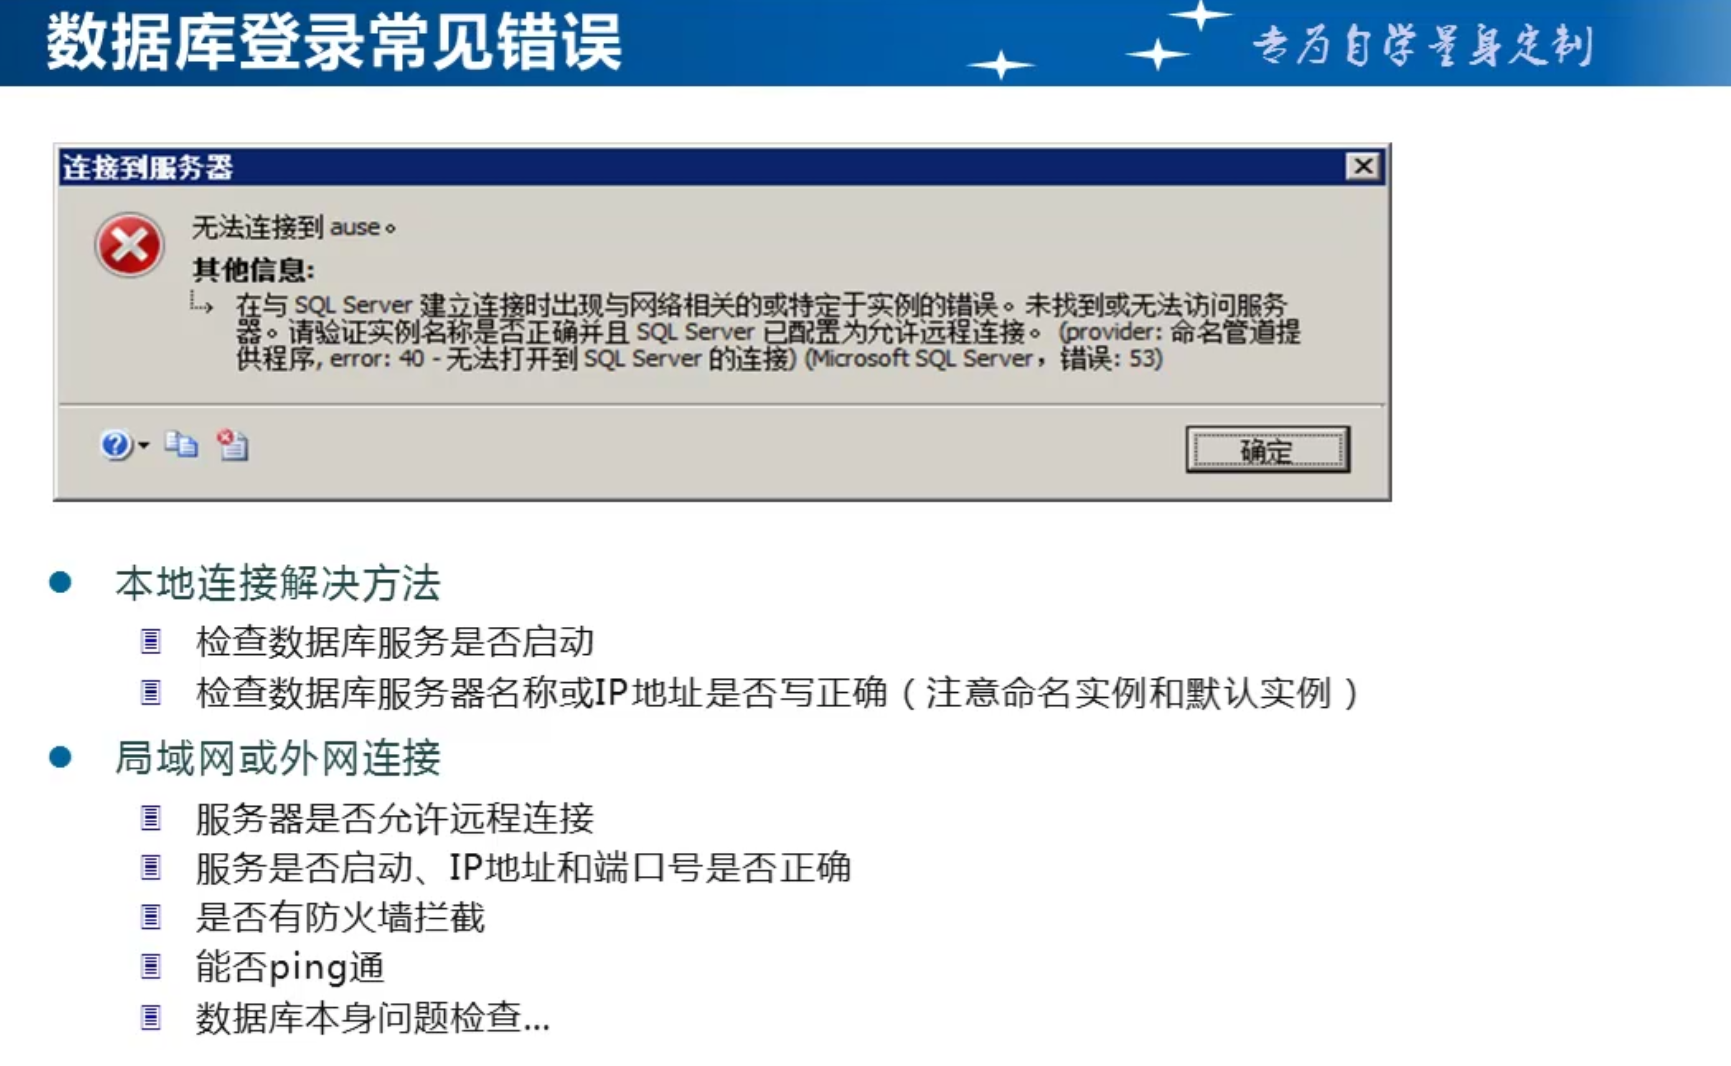 数据库登录常见错误
专为自学量身定制
连接到服务器
无法连接到 ause。
其他信息:
在与 SQL Server 建立连接时出现与网络相关的或特定于实例的错误。未找到或无法访问服务
器。请验证实例名称是否正确并且 SQL Server 已配置为允许远程连接。 (provider: 命名管道提
供程序, error: 40 - 无法打开到 SQL Server 的连接) (Microsoft SQL Server，错误: 53)
确定
本地连接解决方法
检查数据库服务是否启动
检查数据库服务器名称或IP地址是否写正确（注意命名实例和默认实例）
局域网或外网连接
服务器是否允许远程连接
服务是否启动、IP地址和端口号是否正确
是否有防火墙拦截
能否ping通
数据库本身问题检查...